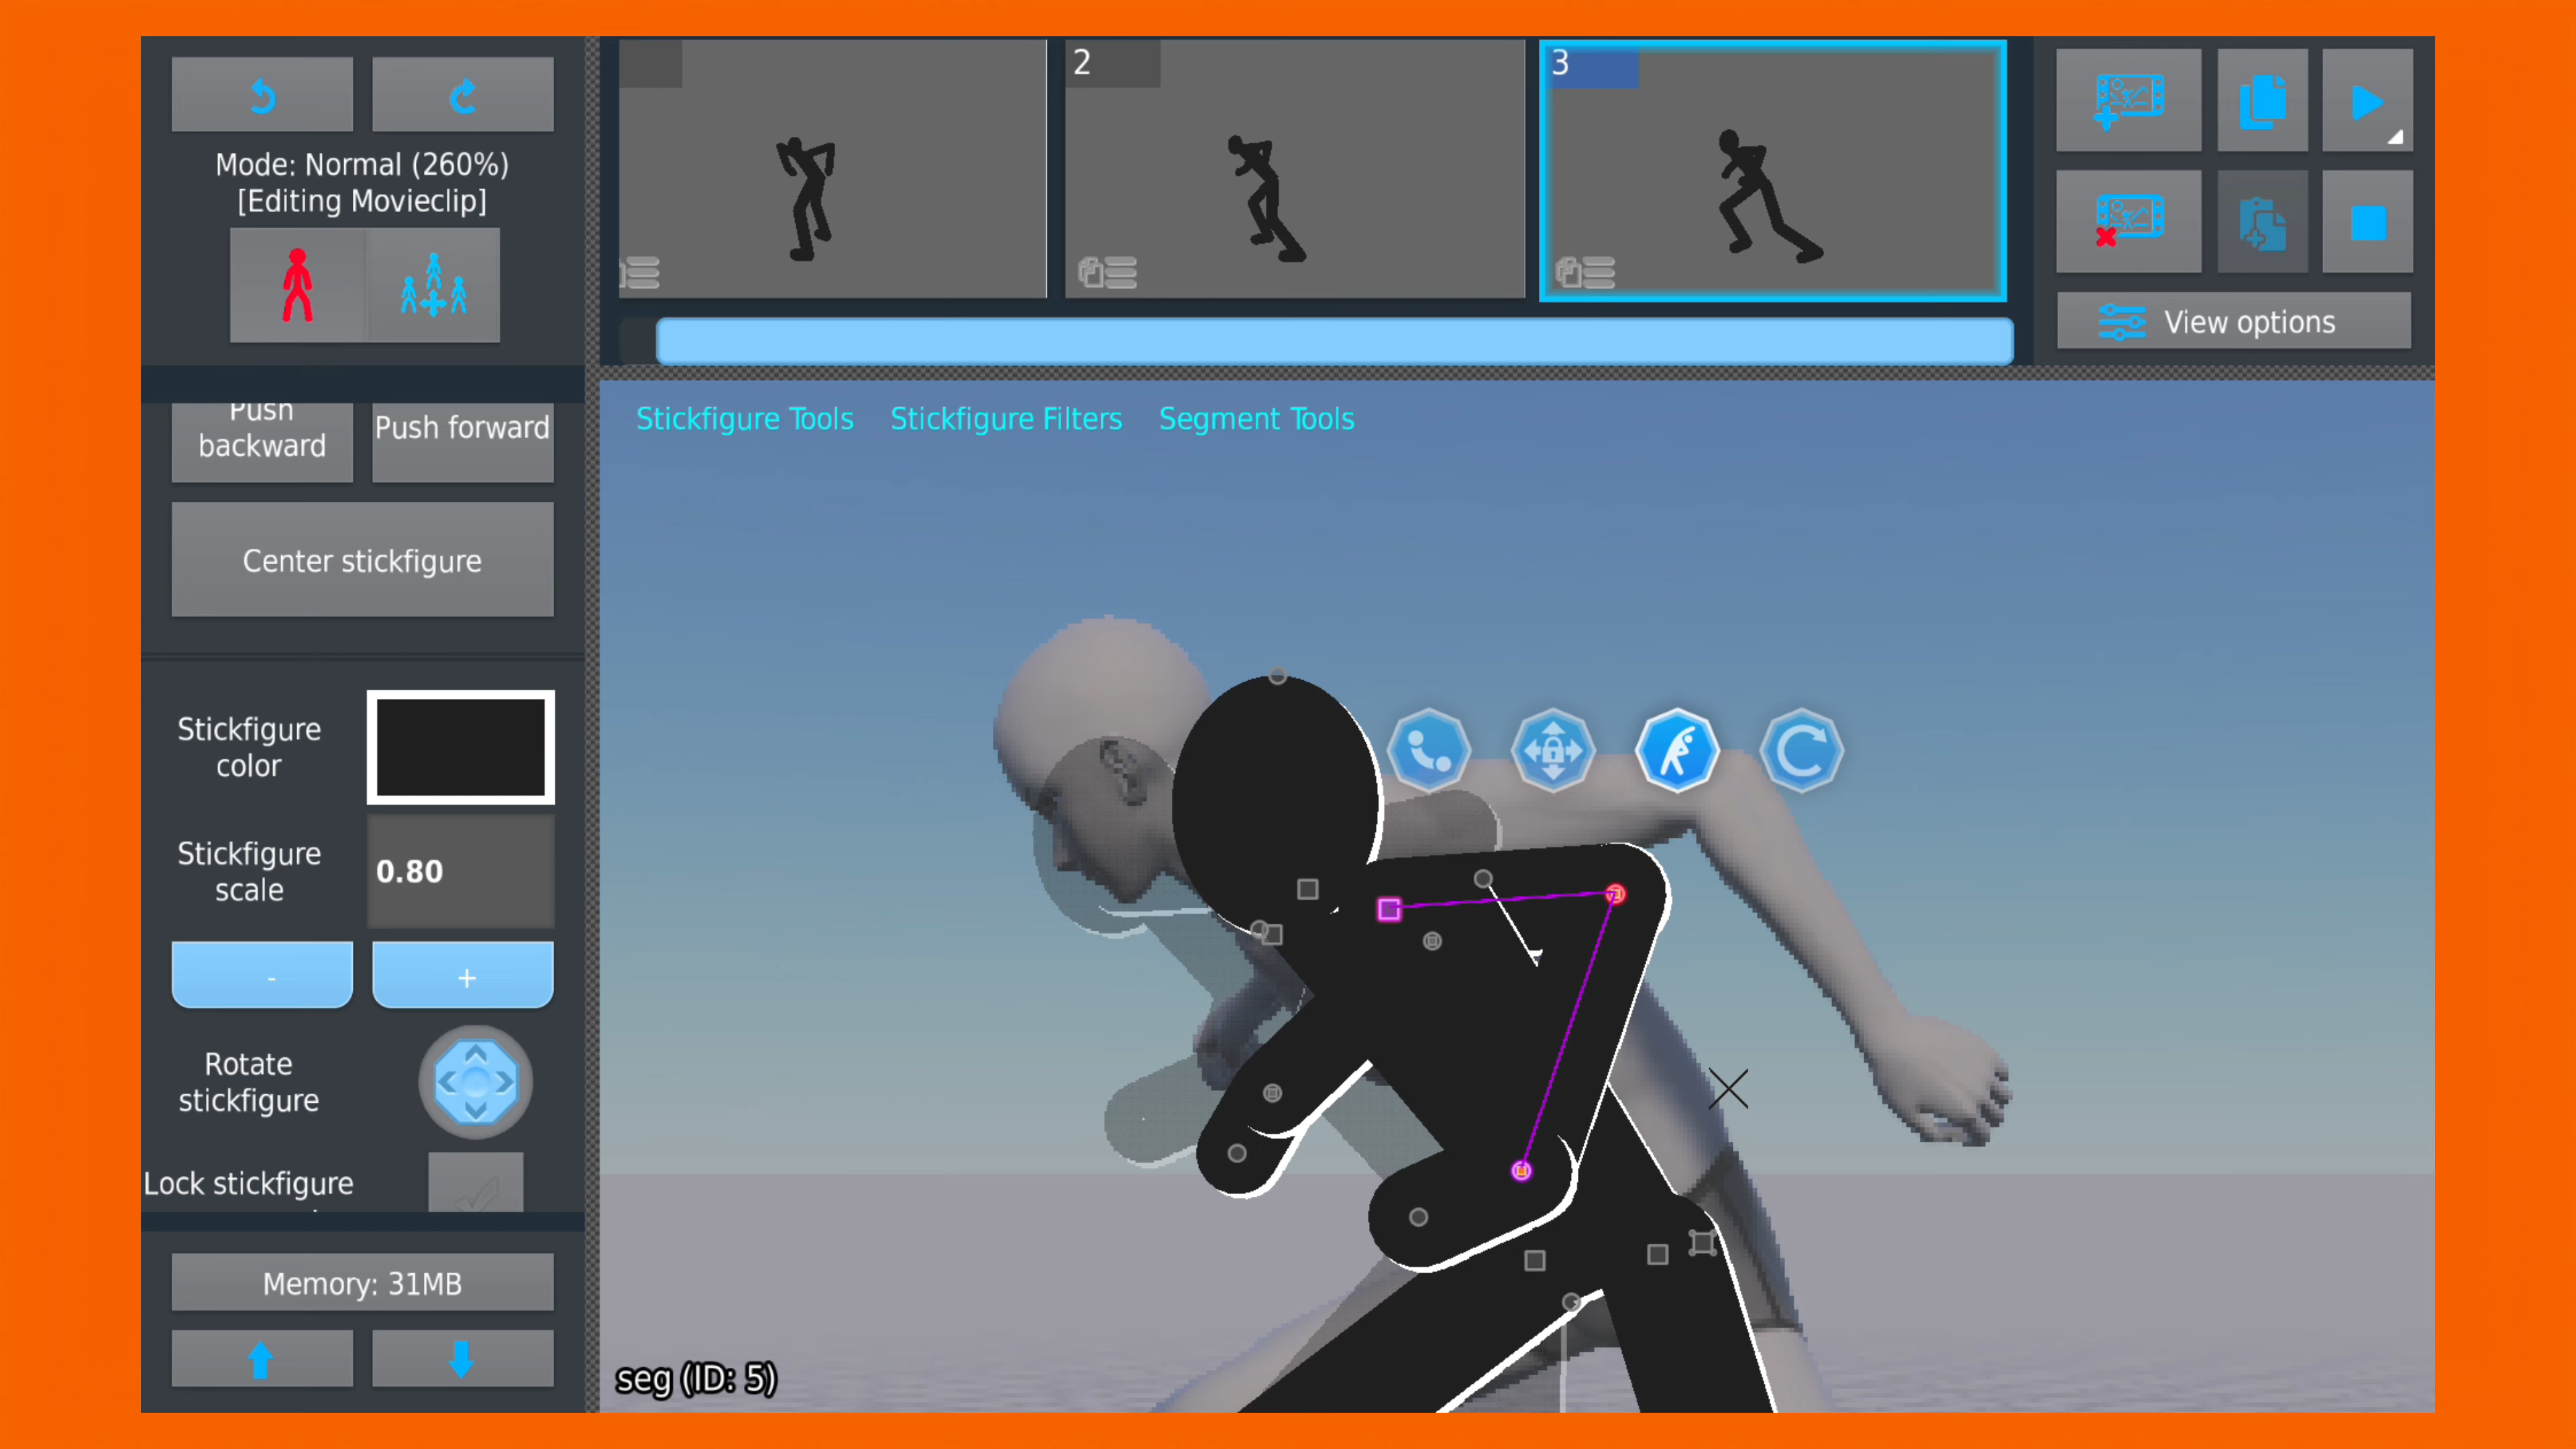 Mode: Normal (260%)
[Editing Movieclip]
2
3
View options
Push
backward
Push forward
Center stickfigure
Stickfigure Tools
Stickfigure Filters
Segment Tools
Stickfigure
color
Stickfigure
scale
0.80
-
+
Rotate
stickfigure
Lock stickfigure
Memory: 31MB
seg (ID: 5)